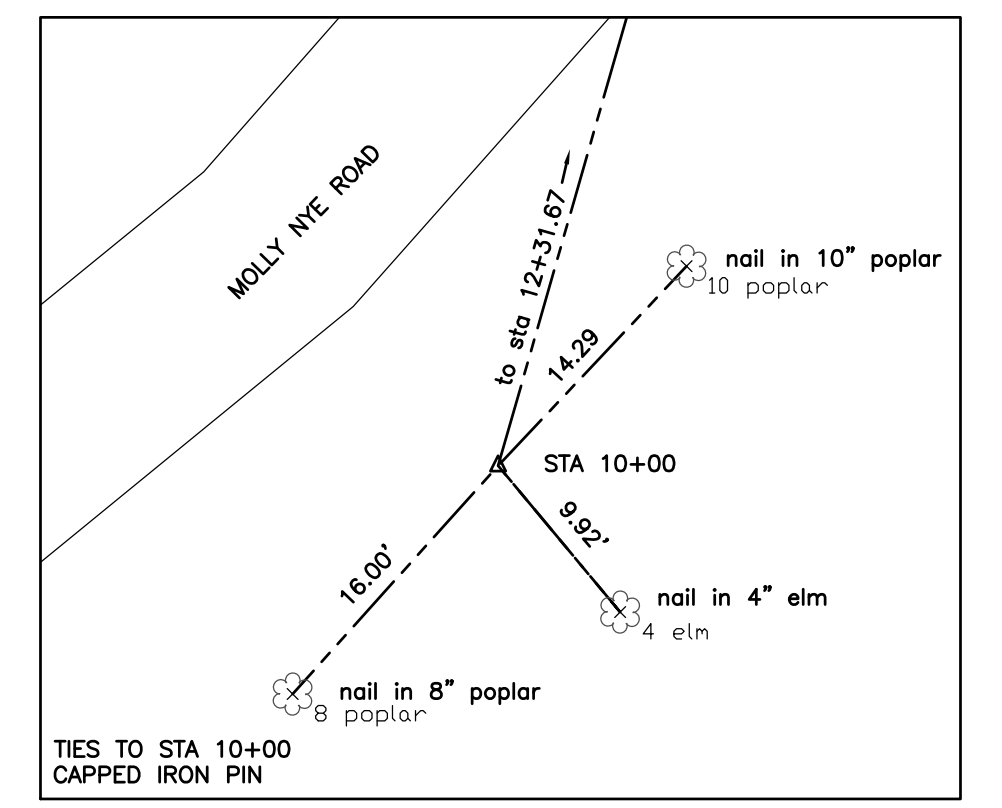 MOLLY NYE ROAD
to sta 12+31.67
nail in 10” poplar
10 poplar
14.29
STA 10+00
9.92’
16.00’
nail in 4” elm
4 elm
nail in 8” poplar
8 poplar
TIES TO STA 10+00
CAPPED IRON PIN